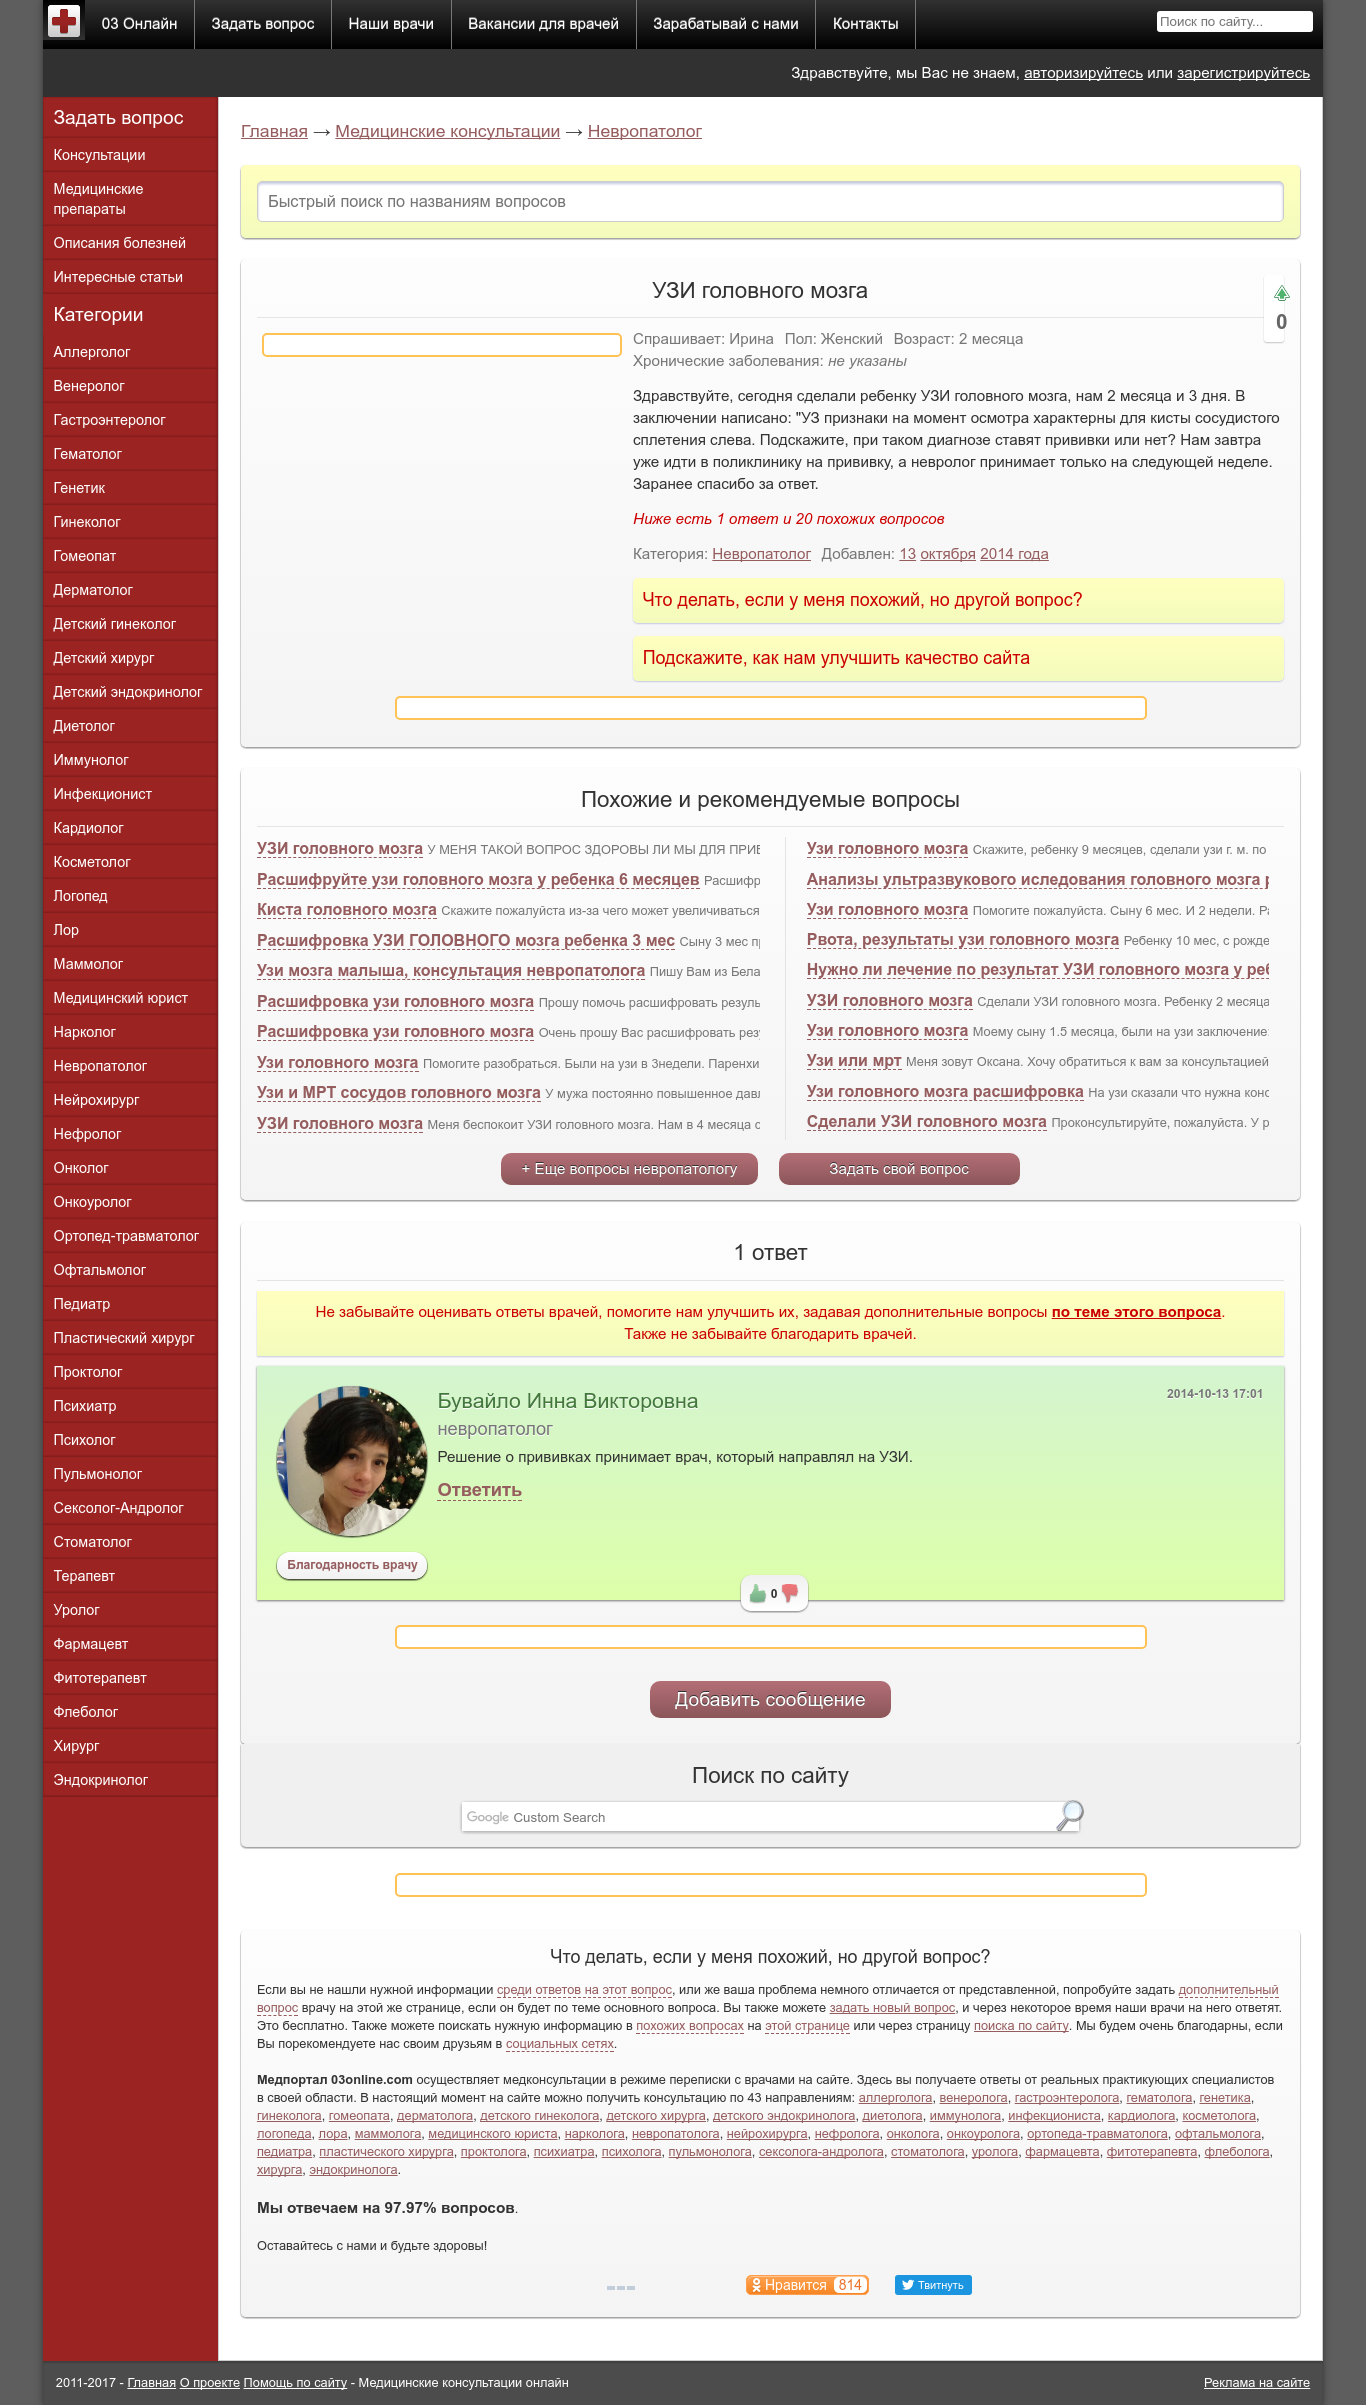 03 Онлайн
Задать вопрос
Наши врачи
Вакансии для врачей
Зарабатывай с нами
Контакты
Поиск по сайту...
Здравствуйте, мы Вас не знаем, авторизируйтесь или зарегистрируйтесь
Задать вопрос
Консультации
Медицинские
препараты
Описания болезней
Интересные статьи
Категории
Аллерголог
Венеролог
Гастроэнтеролог
Гематолог
Генетик
Гинеколог
Гомеопат
Дерматолог
Детский гинеколог
Детский хирург
Детский эндокринолог
Диетолог
Иммунолог
Инфекционист
Кардиолог
Косметолог
Логопед
Лор
Маммолог
Медицинский юрист
Нарколог
Невропатолог
Нейрохирург
Нефролог
Онколог
Онкоуролог
Ортопед-травматолог
Офтальмолог
Педиатр
Пластический хирург
Проктолог
Психиатр
Психолог
Пульмонолог
Сексолог-Андролог
Стоматолог
Терапевт
Уролог
Фармацевт
Фитотерапевт
Флеболог
Хирург
Эндокринолог
Главная → Медицинские консультации → Невропатолог
Быстрый поиск по названиям вопросов
УЗИ головного мозга
0
Спрашивает: Ирина Пол: Женский Возраст: 2 месяца
Хронические заболевания: не указаны
Здравствуйте, сегодня сделали ребенку УЗИ головного мозга, нам 2 месяца и 3 дня. В
заключении написано: "УЗ признаки на момент осмотра характерны для кисты сосудистого
сплетения слева. Подскажите, при таком диагнозе ставят прививки или нет? Нам завтра
уже идти в поликлинику на прививку, а невролог принимает только на следующей неделе.
Заранее спасибо за ответ.
Ниже есть 1 ответ и 20 похожих вопросов
Категория: Невропатолог Добавлен: 13 октября 2014 года
Что делать, если у меня похожий, но другой вопрос?
Подскажите, как нам улучшить качество сайта
Похожие и рекомендуемые вопросы
УЗИ головного мозга У МЕНЯ ТАКОЙ ВОПРОС ЗДОРОВЫ ЛИ МЫ ДЛЯ
Расшифруйте узи головного мозга у ребенка 6 месяцев
Киста головного мозга Скажите пожалуйста из-за чего может увеличиваться
Расшифровка УЗИ ГОЛОВНОГО мозга ребенка 3 мес Сыну 3 мес
Узи мозга малыша, консультация невропатолога Пишу Вам из
Расшифровка узи головного мозга Прошу помочь расшифровать
Расшифровка узи головного мозга Очень прошу Вас расшифровать
Узи головного мозга Помогите разобраться. Были на узи в 3недели.
Узи и МРТ сосудов головного мозга У мужа постоянно повышенное
УЗИ головного мозга Меня беспокоит УЗИ головного мозга. Нам в 4 месяца
Узи головного мозга Скажите, ребенку 9 месяцев, сделали узи г. м. по
Анализы ультразвукового иследования головного мозга
Узи головного мозга Помогите пожалуйста. Сыну 6 мес. И 2 недели.
Рвота, результаты узи головного мозга Ребенку 10 мес, с
Нужно ли лечение по результат УЗИ головного мозга у
УЗИ головного мозга Сделали УЗИ головного мозга. Ребенку 2 месяца
Узи головного мозга Моему сыну 1.5 месяца, были на узи заключение
Узи или мрт Меня зовут Оксана. Хочу обратиться к вам за консультацией
Узи головного мозга расшифровка На узи сказали что нужна
Сделали УЗИ головного мозга Проконсультируйте, пожалуйста. У
+ Еще вопросы невропатологу
Задать свой вопрос
1 ответ
Не забывайте оценивать ответы врачей, помогите нам улучшить их, задавая дополнительные вопросы по теме этого вопроса.
Также не забывайте благодарить врачей.
Бувайло Инна Викторовна
2014-10-13 17:01
невропатолог
Решение о прививках принимает врач, который направлял на УЗИ.
Ответить
Благодарность врачу
0
Добавить сообщение
Поиск по сайту
Google Custom Search
Что делать, если у меня похожий, но другой вопрос?
Если вы не нашли нужной информации среди ответов на этот вопрос, или же ваша проблема немного отличается от представленной, попробуйте задать дополнительный
вопрос врачу на этой же странице, если он будет по теме основного вопроса. Вы также можете задать новый вопрос, и через некоторое время наши врачи на него ответят.
Это бесплатно. Также можете поискать нужную информацию в похожих вопросах на этой странице или через страницу поиска по сайту. Мы будем очень благодарны, если
Вы порекомендуете нас своим друзьям в социальных сетях.
Медпортал 03online.com осуществляет медконсультации в режиме переписки с врачами на сайте. Здесь вы получаете ответы от реальных практикующих специалистов
в своей области. В настоящий момент на сайте можно получить консультацию по 43 направлениям: аллерголога, венеролога, гастроэнтеролога, гематолога, генетика,
гинеколога, гомеопата, дерматолога, детского гинеколога, детского хирурга, детского эндокринолога, диетолога, иммунолога, инфекциониста, кардиолога, косметолога,
логопеда, лора, маммолога, медицинского юриста, нарколога, невропатолога, нейрохирурга, нефролога, онколога, онкоуролога, ортопеда-травматолога, офтальмолога,
педиатра, пластического хирурга, проктолога, психиатра, психолога, пульмонолога, сексолога-андролога, стоматолога, уролога, фармацевта, фитотерапевта, флеболога,
хирурга, эндокринолога.
Мы отвечаем на 97.97% вопросов.
Оставайтесь с нами и будьте здоровы!
Нравится 814
Твитнуть
2011-2017 - Главная О проекте Помощь по сайту - Медицинские консультации онлайн
Реклама на сайте